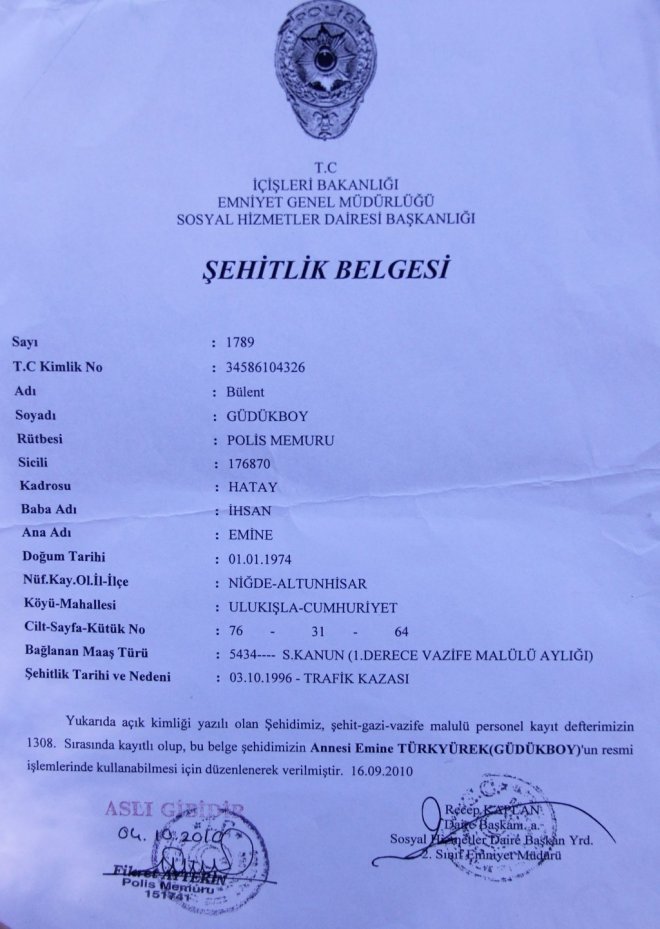 POLİS
T.C
İÇİŞLERİ BAKANLIĞI
EMNİYET GENEL MÜDÜRLÜĞÜ
SOSYAL HİZMETLER DAİRESİ BAŞKANLIĞI
ŞEHİTLİK BELGESİ
Sayı : 1789
T.C Kimlik No : 34586104326
Adı : Bülent
Soyadı : GÜDÜKBOY
Rütbesi : POLİS MEMURU
Sicili : 176870
Kadrosu : HATAY
Baba Adı : İHSAN
Ana Adı : EMİNE
Doğum Tarihi : 01.01.1974
Nüf.Kay.Ol.İl-İlçe : NİĞDE-ALTUNHİSAR
Köyü-Mahallesi : ULUKIŞLA-CUMHURİYET
Cilt-Sayfa-Kütük No : 76 - 31 - 64
Bağlanan Maaş Türü : 5434---- S.KANUN (1.DERECE VAZİFE MALÜLÜ AYLIĞI)
Şehitlik Tarihi ve Nedeni : 03.10.1996 - TRAFİK KAZASI
Yukarıda açık kimliği yazılı olan Şehidimiz, şehit-gazi-vazife malulü personel kayıt defterimizin
1308. Sırasında kayıtlı olup, bu belge şehidimizin Annesi Emine TÜRKYÜREK(GÜDÜKBOY)'un resmi
işlemlerinde kullanabilmesi için düzenlenerek verilmiştir. 16.09.2010
ASLI GİBİDİR
04.10.2010
Fikret AYTEKİN
Polis Memuru
151741
Recep KAPLAN
Daire Başkanı a.
Sosyal Hizmetler Daire Başkan Yrd.
2. Sınıf Emniyet Müdürü